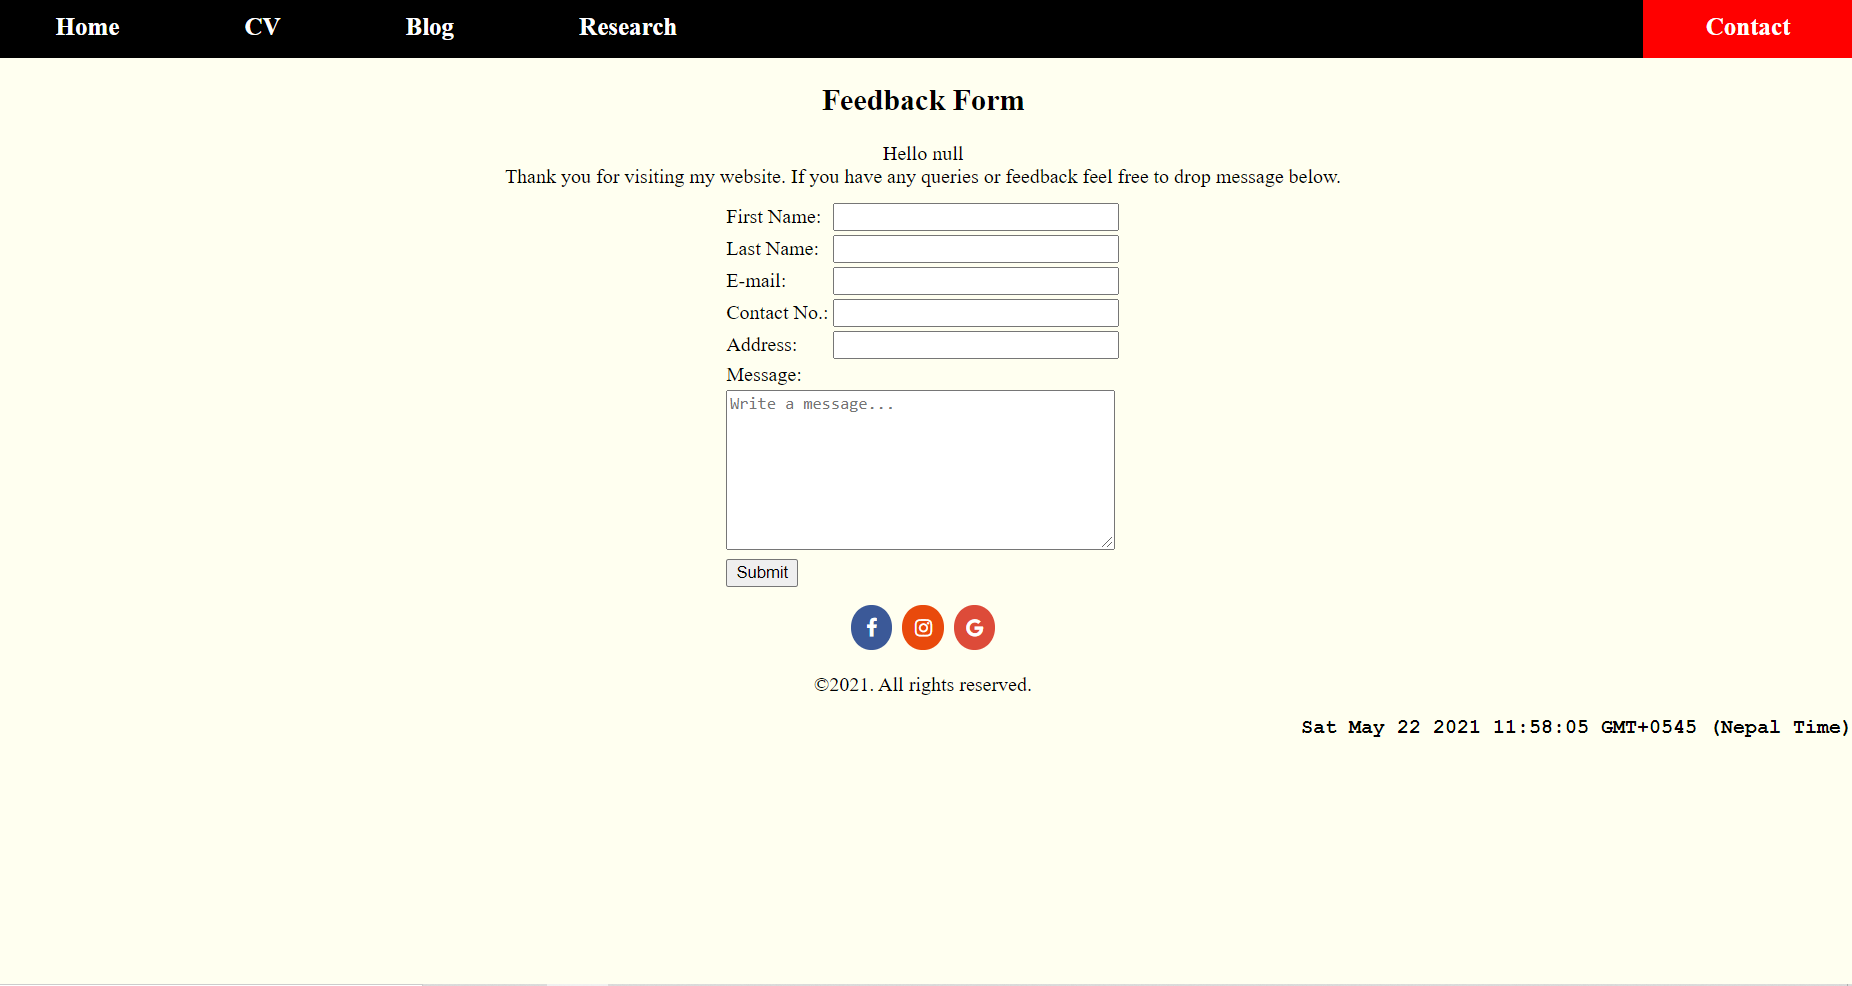 Home CV Blog Research Contact
Feedback Form
Hello null
Thank you for visiting my website. If you have any queries or feedback feel free to drop message below.
First Name:
Last Name:
E-mail:
Contact No.:
Address:
Message:
Write a message...
Submit
©2021. All rights reserved.
Sat May 22 2021 11:58:05 GMT+0545 (Nepal Time)